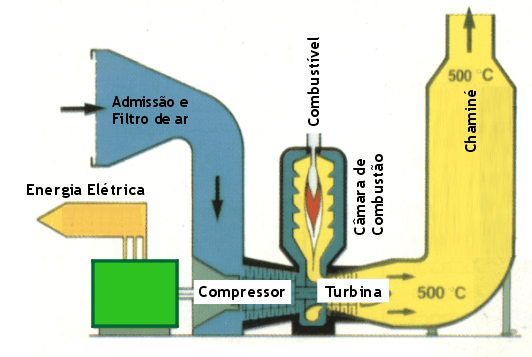 Admissão e
Filtro de ar
Combustível
500 °C
Chaminé
Energia Elétrica
Câmara de
Combustão
Compressor
Turbina
500 °C